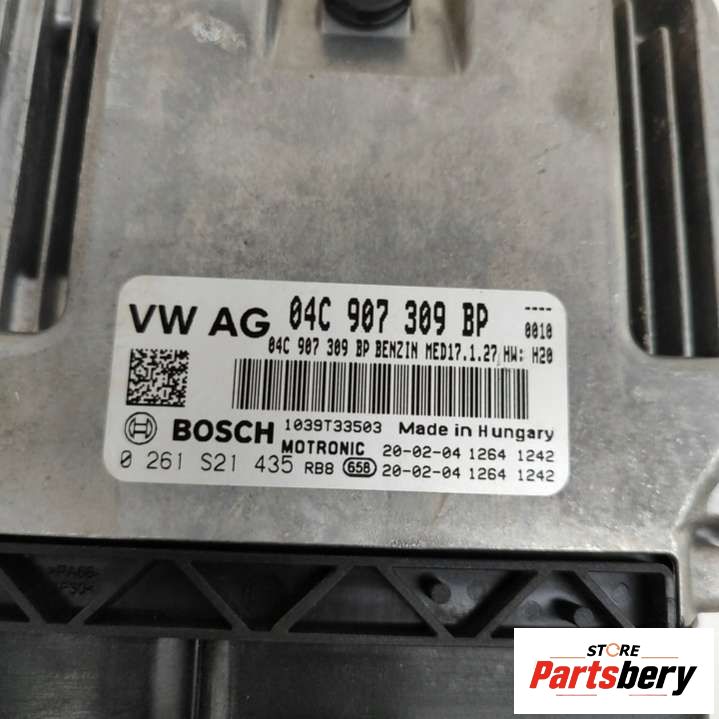 VW AG 04C 907 309 BP ----
0010
04C 907 309 BP BENZIN MED17.1.27 HW: H20
BOSCH 1039T33503 Made in Hungary
MOTRONIC 20-02-04 1264 1242
0 261 S21 435 RB8 658 20-02-04 1264 1242
STORE
Partsbery